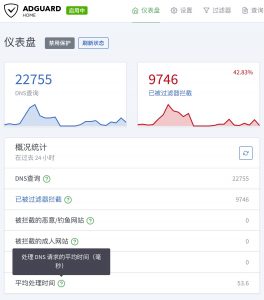 ADGUARD
HOME
启用中
仪表盘
设置
过滤器
查询
仪表盘
禁用保护
刷新状态
22755
DNS查询
9746
42.83%
已被过滤器拦截
概况统计
在过去 24 小时
DNS查询
22755
已被过滤器拦截
9746
被拦截的恶意/钓鱼网站
0
被拦截的成人网站
0
处理 DNS 请求的平均时间（毫
秒）
0
平均处理时间
53.6